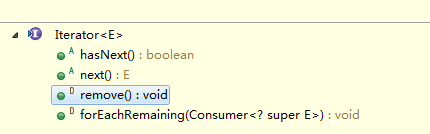 Iterator<E>
hasNext() : boolean
next() : E
remove() : void
forEachRemaining(Consumer<? super E>) : void